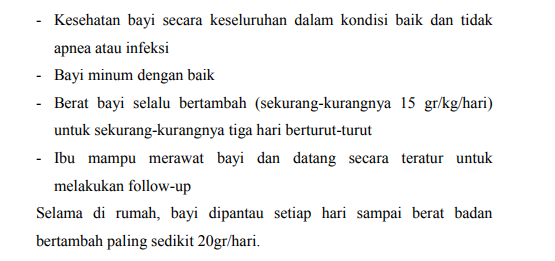 - Kesehatan bayi secara keseluruhan dalam kondisi baik dan tidak
apnea atau infeksi
- Bayi minum dengan baik
- Berat bayi selalu bertambah (sekurang-kurangnya 15 gr/kg/hari)
untuk sekurang-kurangnya tiga hari berturut-turut
- Ibu mampu merawat bayi dan datang secara teratur untuk
melakukan follow-up
Selama di rumah, bayi dipantau setiap hari sampai berat badan
bertambah paling sedikit 20gr/hari.